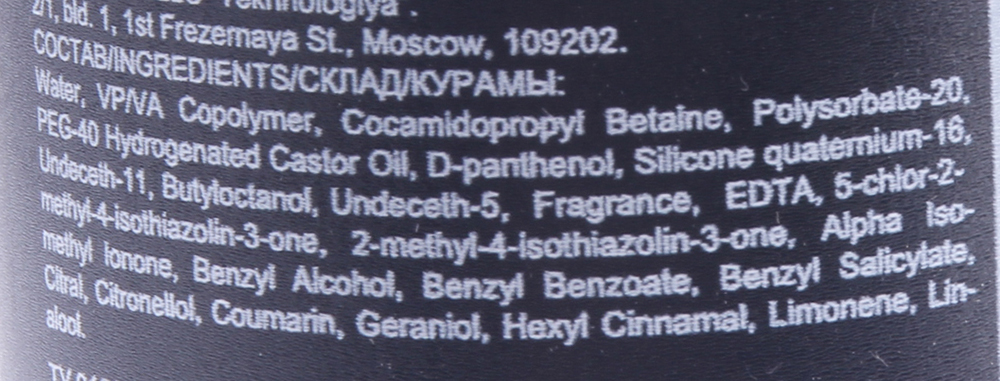 Tekhnologiya".
2/1, bld. 1, 1st Frezernaya St., Moscow, 109202.
СОСТАВ/INGREDIENTS/СКЛАД/КУРАМЫ:
Water, VP/VA Copolymer, Cocamidopropyl Betaine, Polysorbate-20,
PEG-40 Hydrogenated Castor Oil, D-panthenol, Silicone quaternium-16,
Undeceth-11, Butyloctanol, Undeceth-5, Fragrance, EDTA, 5-chlor-2-
methyl-4-isothiazolin-3-one, 2-methyl-4-isothiazolin-3-one, Alpha iso-
methyl Ionone, Benzyl Alcohol, Benzyl Benzoate, Benzyl Salicylate,
Citral, Citronellol, Coumarin, Geraniol, Hexyl Cinnamal, Limonene, Lin-
alool.